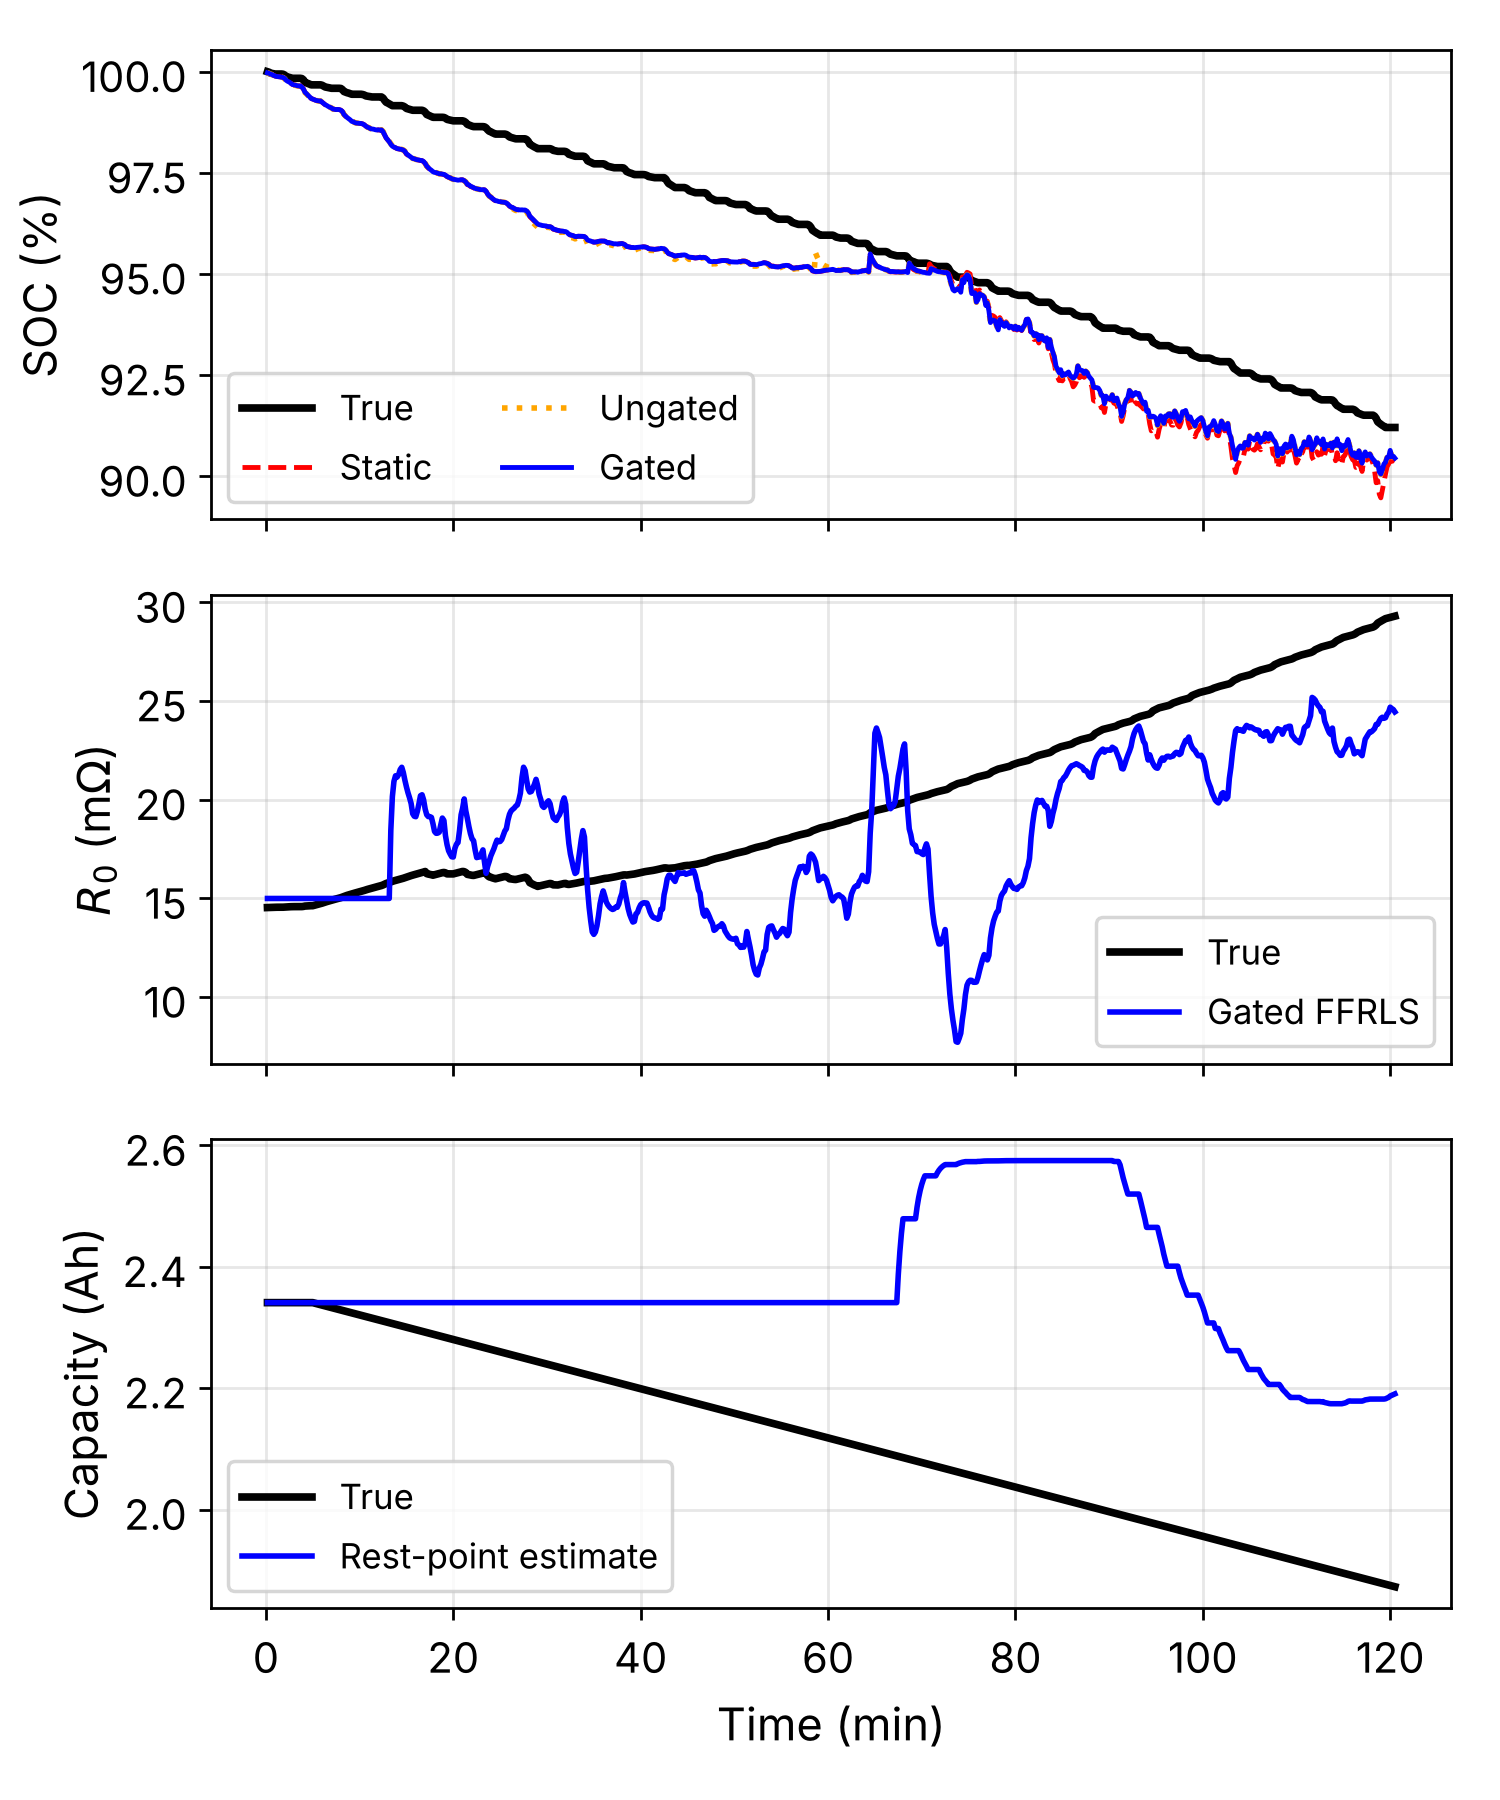 100.0
97.5
95.0
92.5
90.0
SOC (%)
True
Static
Ungated
Gated
30
25
20
15
10
R0 (mΩ)
True
Gated FFRLS
2.6
2.4
2.2
2.0
Capacity (Ah)
True
Rest-point estimate
0 20 40 60 80 100 120
Time (min)